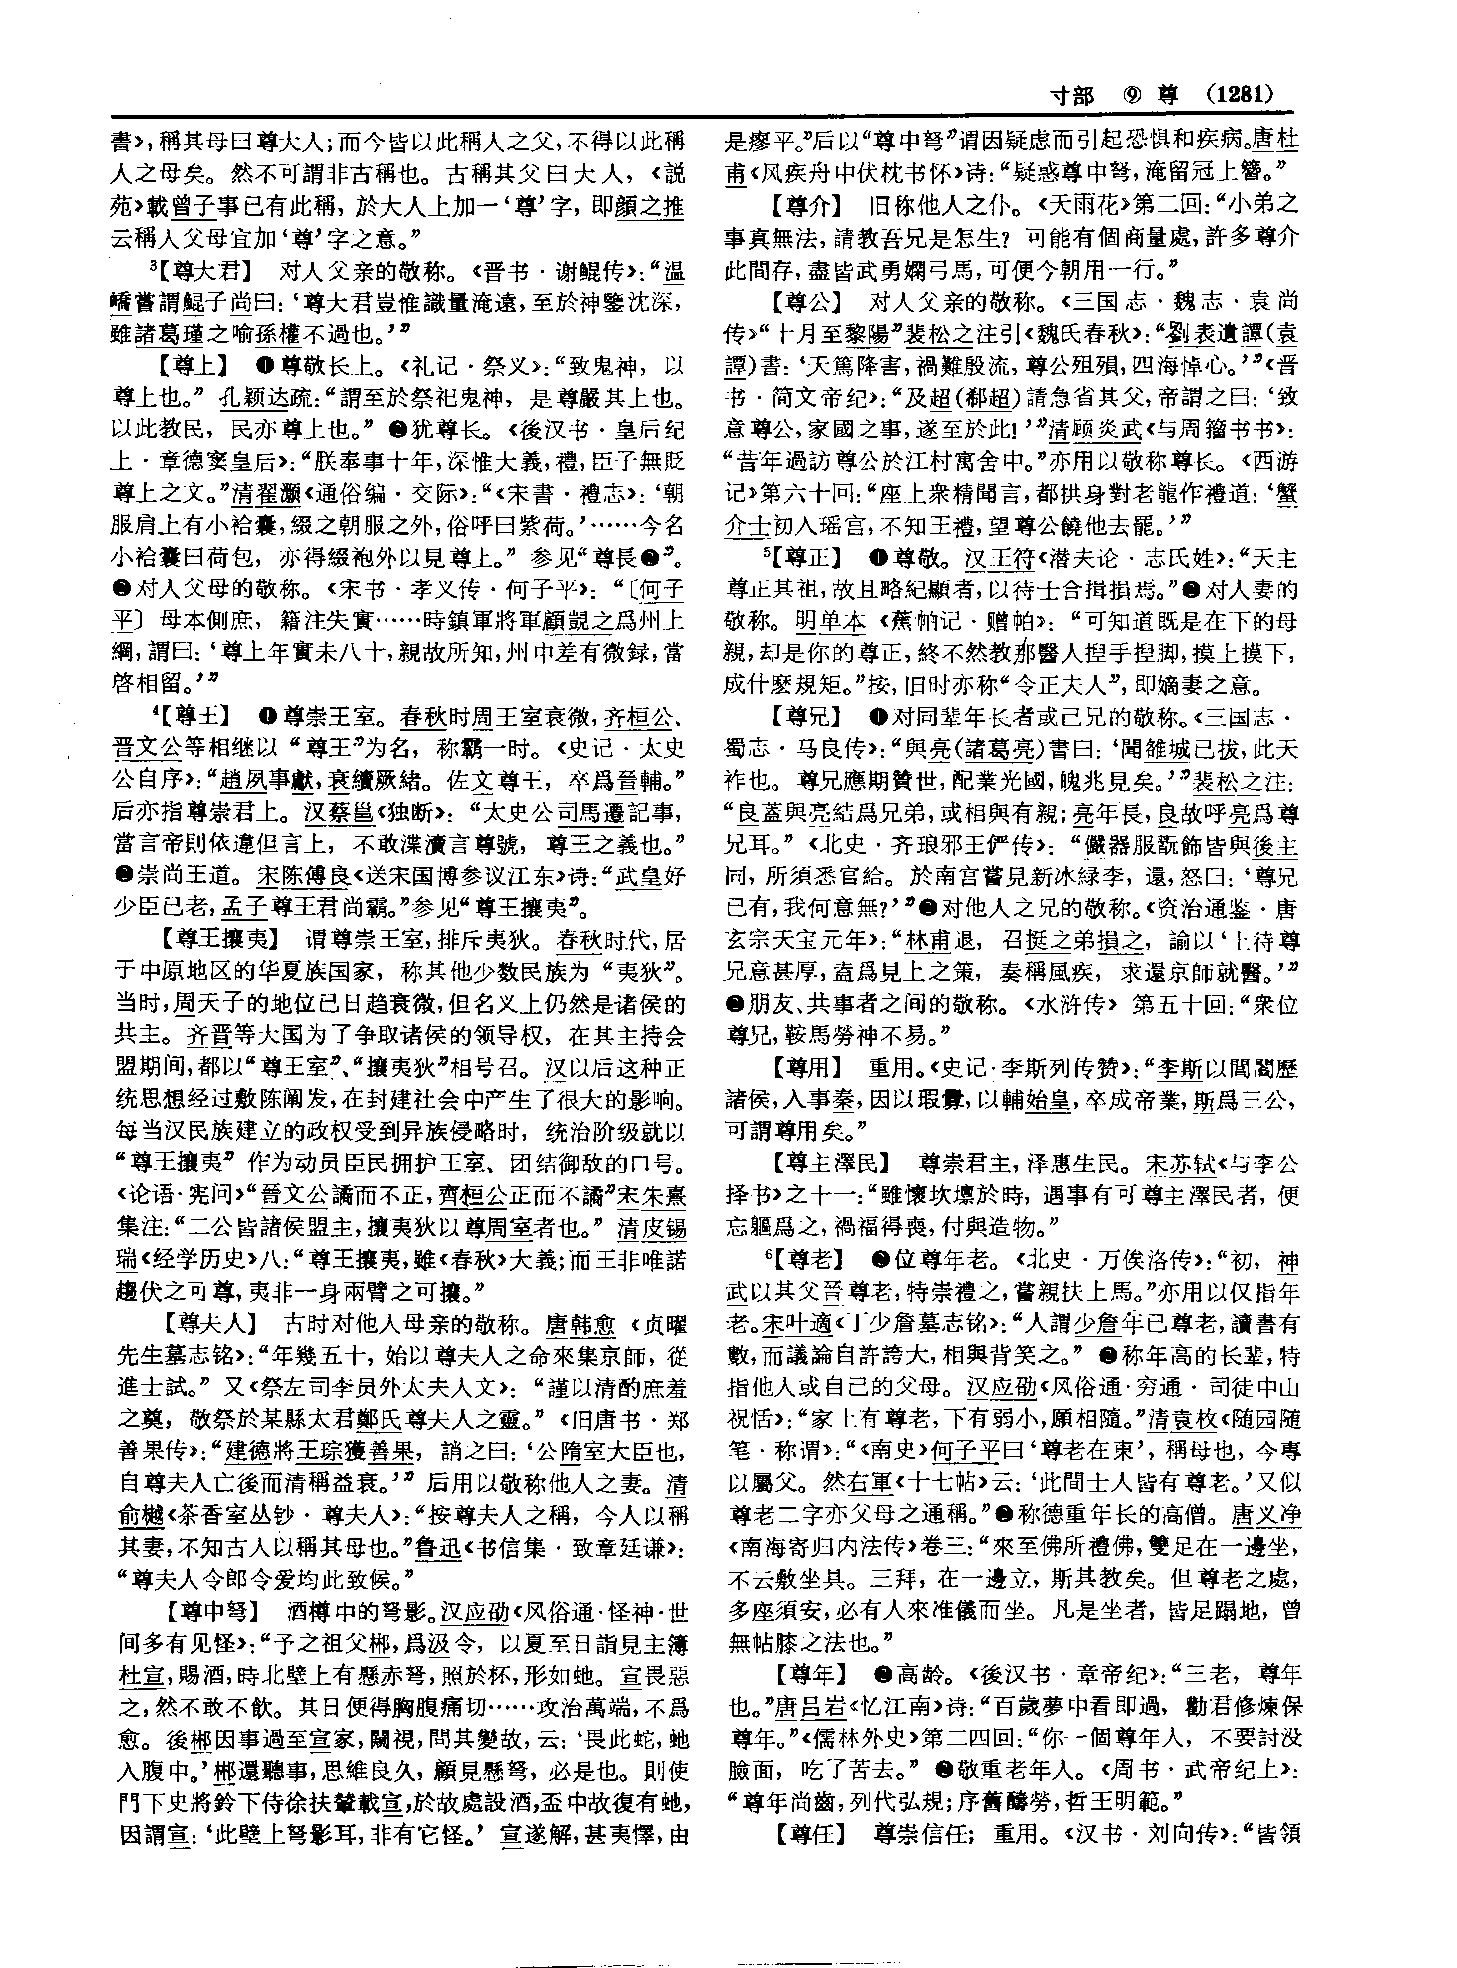 寸部 ⑨ 尊 (1281)
書》，稱其母曰尊大人；而今皆以此稱人之父，不得以此稱
人之母矣。然不可謂非古稱也。古稱其父曰大人，《説
苑》載曾子事已有此稱，於大人上加一‘尊’字，即顔之推
云稱人父母宜加‘尊’字之意。”
³【尊大君】 对人父亲的敬称。《晋书·谢鲲传》：“温
嶠嘗謂鯤子尚曰：‘尊大君豈惟識量淹遠，至於神鑒沈深，
雖諸葛瑾之喻孫權不過也。’”
【尊上】 ❶尊敬长上。《礼记·祭义》：“致鬼神，以
尊上也。” 孔颖达疏：“謂至於祭祀鬼神，是尊嚴其上也。
以此教民，民亦尊上也。”❷犹尊长。《後汉书·皇后纪
上·章德窦皇后》：“朕奉事十年，深惟大義，禮，臣子無貶
尊上之文。”清翟灏《通俗编·交际》：“《宋書·禮志》：‘朝
服肩上有小袷囊，綴之朝服之外，俗呼曰紫荷。’……今名
小袷囊曰荷包，亦得綴袍外以見尊上。” 参见“尊長❷”。
❸对人父母的敬称。《宋书·孝义传·何子平》：“〔何子
平〕母本側庶，籍注失實……時鎮軍將軍顧覬之爲州上
綱，謂曰：‘尊上年實未八十，親故所知，州中差有微録，當
啓相留。’”
⁴【尊王】 ❶尊崇王室。春秋时周王室衰微，齐桓公、
晋文公等相继以“尊王”为名，称霸一时。《史记·太史
公自序》：“趙夙事獻，衰續厥緒。佐文尊王，卒爲晉輔。”
后亦指尊崇君上。汉蔡邕《独断》：“太史公司馬遷記事，
當言帝則依違但言上，不敢渫瀆言尊號，尊王之義也。”
❷崇尚王道。宋陈傅良《送宋国博参议江东》诗：“武皇好
少臣已老，孟子尊王君尚霸。”参见“尊王攘夷”。
【尊王攘夷】 谓尊崇王室，排斥夷狄。春秋时代，居
于中原地区的华夏族国家，称其他少数民族为“夷狄”。
当时，周天子的地位已日趋衰微，但名义上仍然是诸侯的
共主。齐晋等大国为了争取诸侯的领导权，在其主持会
盟期间，都以“尊王室”、“攘夷狄”相号召。汉以后这种正
统思想经过敷陈阐发，在封建社会中产生了很大的影响。
每当汉民族建立的政权受到异族侵略时，统治阶级就以
“尊王攘夷”作为动员臣民拥护王室、团结御敌的口号。
《论语·宪问》“晉文公譎而不正，齊桓公正而不譎”宋朱熹
集注：“二公皆諸侯盟主，攘夷狄以尊周室者也。” 清皮锡
瑞《经学历史》八：“尊王攘夷，雖《春秋》大義；而王非唯諾
趨伏之可尊，夷非一身兩臂之可攘。”
【尊夫人】 古时对他人母亲的敬称。唐韩愈《贞曜
先生墓志铭》：“年幾五十，始以尊夫人之命來集京師，從
進士試。” 又《祭左司李员外太夫人文》：“謹以清酌庶羞
之奠，敬祭於某縣太君鄭氏尊夫人之靈。”《旧唐书·郑
善果传》：“建德將王琮獲善果，誚之曰：‘公隋室大臣也，
自尊夫人亡後而清稱益衰。’” 后用以敬称他人之妻。清
俞樾《茶香室丛钞·尊夫人》：“按尊夫人之稱，今人以稱
其妻，不知古人以稱其母也。”鲁迅《书信集·致章廷谦》：
“尊夫人令郎令爱均此致候。”
【尊中弩】 酒樽中的弩影。汉应劭《风俗通·怪神·世
间多有见怪》：“予之祖父郴，爲汲令，以夏至日詣見主簿
杜宣，賜酒，時北壁上有懸赤弩，照於杯，形如虵。宣畏惡
之，然不敢不飲。其日便得胸腹痛切……攻治萬端，不爲
愈。後郴因事過至宣家，闚視，問其變故，云：‘畏此蛇，虵
入腹中。’郴還聽事，思維良久，顧見懸弩，必是也。則使
門下史將鈴下侍徐扶輦載宣，於故處設酒，盃中故復有虵，
因謂宣：‘此壁上弩影耳，非有它怪。’宣遂解，甚夷懌，由
是瘳平。”后以“尊中弩”谓因疑虑而引起恐惧和疾病。唐杜
甫《风疾舟中伏枕书怀》诗：“疑惑尊中弩，淹留冠上簪。”
【尊介】 旧称他人之仆。《天雨花》第二回：“小弟之
事真無法，請教吾兄是怎生？可能有個商量處，許多尊介
此間存，盡皆武勇嫻弓馬，可便今朝用一行。”
【尊公】 对人父亲的敬称。《三国志·魏志·袁尚
传》“十月至黎陽”裴松之注引《魏氏春秋》：“劉表遺譚（袁
譚）書：‘天篤降害，禍難殷流，尊公殂殞，四海悼心。’”《晋
书·简文帝纪》：“及超（郗超）請急省其父，帝謂之曰：‘致
意尊公，家國之事，遂至於此！’”清顾炎武《与周籀书书》：
“昔年過訪尊公於江村寓舍中。”亦用以敬称尊长。《西游
记》第六十回：“座上衆精聞言，都拱身對老龍作禮道：‘蟹
介士初入瑶宫，不知王禮，望尊公饒他去罷。’”
⁵【尊正】 ❶尊敬。汉王符《潜夫论·志氏姓》：“天主
尊正其祖，故且略紀顯者，以待士合揖損焉。”❷对人妻的
敬称。明单本《蕉帕记·赠帕》：“可知道既是在下的母
親，却是你的尊正，終不然教那醫人捏手捏脚，摸上摸下，
成什麽規矩。”按，旧时亦称“令正夫人”，即嫡妻之意。
【尊兄】 ❶对同辈年长者或己兄的敬称。《三国志·
蜀志·马良传》：“與亮（諸葛亮）書曰：‘聞雒城已拔，此天
祚也。尊兄應期贊世，配業光國，魄兆見矣。’”裴松之注：
“良蓋與亮結爲兄弟，或相與有親；亮年長，良故呼亮爲尊
兄耳。”《北史·齐琅邪王俨传》：“儼器服翫飾皆與後主
同，所須悉官給。於南宫嘗見新冰緑李，還，怒曰：‘尊兄
已有，我何意無？’”❷对他人之兄的敬称。《资治通鉴·唐
玄宗天宝元年》：“林甫退，召挺之弟損之，諭以‘上待尊
兄意甚厚，盍爲見上之策，奏稱風疾，求還京師就醫。’”
❸朋友、共事者之间的敬称。《水浒传》第五十回：“衆位
尊兄，鞍馬勞神不易。”
【尊用】 重用。《史记·李斯列传赞》：“李斯以閭閻歷
諸侯，入事秦，因以瑕釁，以輔始皇，卒成帝業，斯爲三公，
可謂尊用矣。”
【尊主澤民】 尊崇君主，泽惠生民。宋苏轼《与李公
择书》之十一：“雖懷坎壈於時，遇事有可尊主澤民者，便
忘軀爲之，禍福得喪，付與造物。”
⁶【尊老】 ❶位尊年老。《北史·万俟洛传》：“初，神
武以其父晉尊老，特崇禮之，嘗親扶上馬。”亦用以仅指年
老。宋叶適《丁少詹墓志铭》：“人謂少詹年已尊老，讀書有
數，而議論自許誇大，相與背笑之。” ❷称年高的长辈，特
指他人或自己的父母。汉应劭《风俗通·穷通·司徒中山
祝恬》：“家上有尊老，下有弱小，願相隨。”清袁枚《随园随
笔·称谓》：“《南史》何子平曰‘尊老在東’，稱母也，今專
以屬父。然右軍《十七帖》云：‘此間士人皆有尊老。’又似
尊老二字亦父母之通稱。”❸称德重年长的高僧。唐义净
《南海寄归内法传》卷三：“來至佛所禮佛，雙足在一邊坐，
不云敷坐具。三拜，在一邊立，斯其教矣。但尊老之處，
多座須安，必有人來准儀而坐。凡是坐者，皆足蹋地，曾
無帖膝之法也。”
【尊年】 ❶高龄。《後汉书·章帝纪》：“三老，尊年
也。”唐吕岩《忆江南》诗：“百歲夢中看即過，勸君修煉保
尊年。”《儒林外史》第二四回：“你一個尊年人，不要討没
臉面，吃了苦去。” ❷敬重老年人。《周书·武帝纪上》：
“尊年尚齒，列代弘規；序舊醻勞，哲王明範。”
【尊任】 尊崇信任；重用。《汉书·刘向传》：“皆領